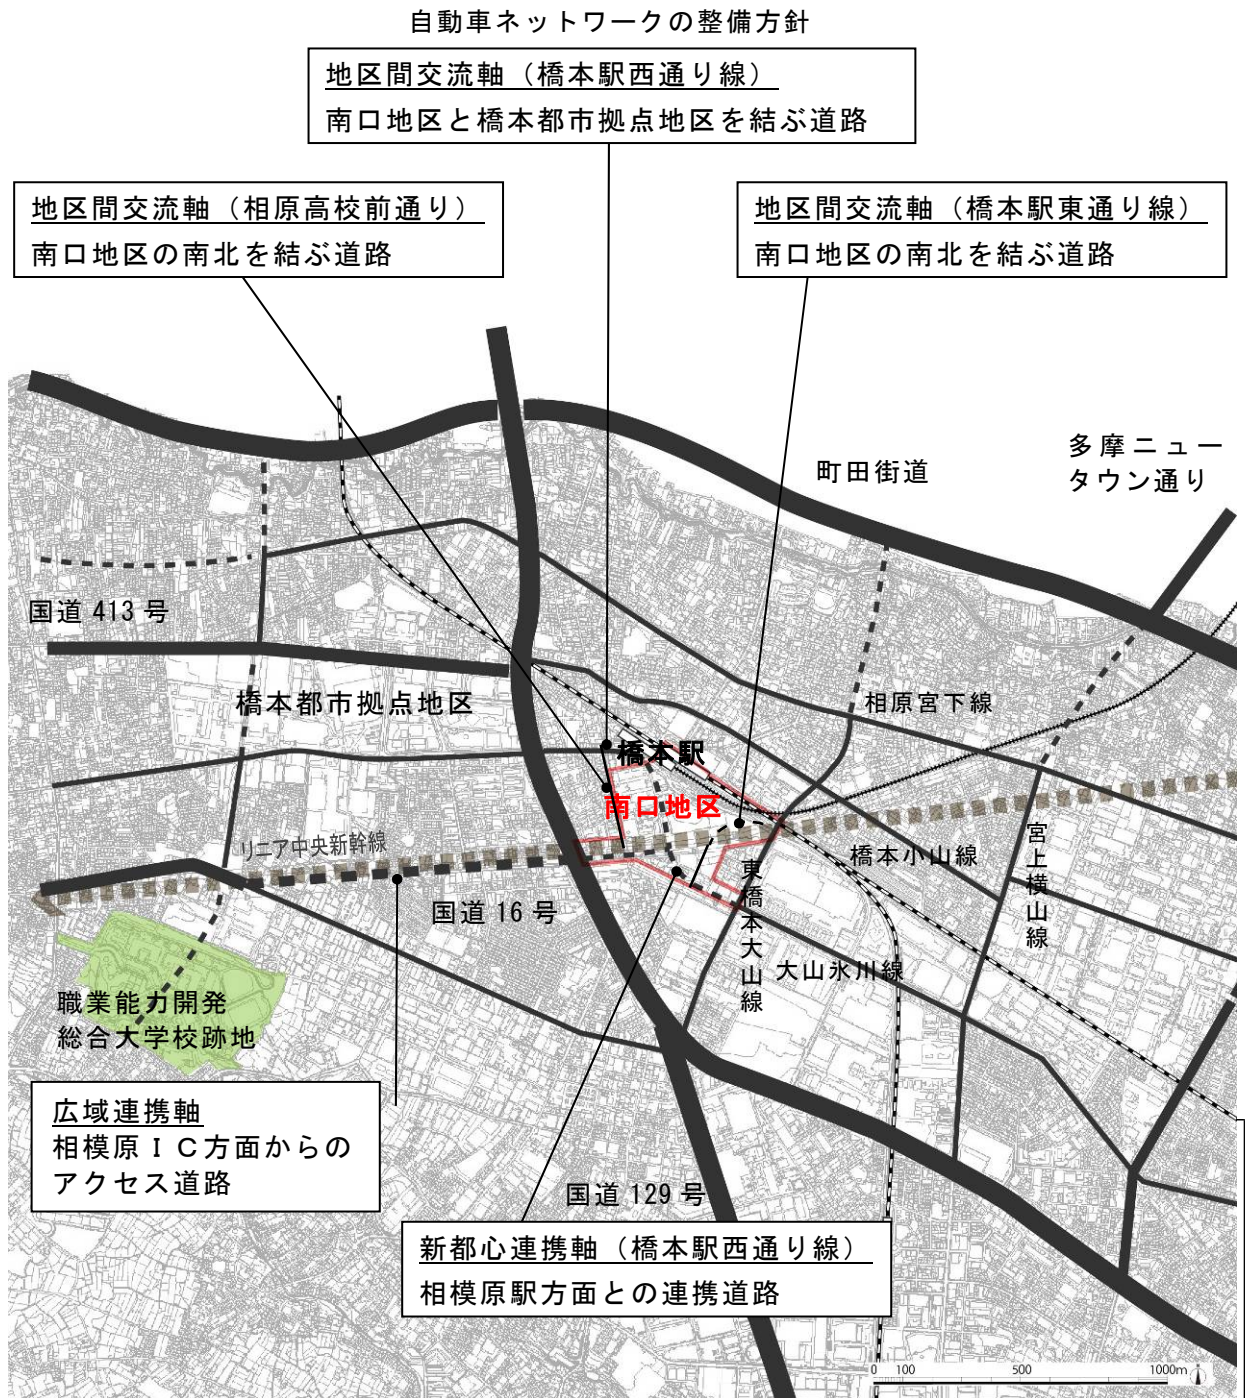 自動車ネットワークの整備方針
地区間交流軸（橋本駅西通り線）
南口地区と橋本都市拠点地区を結ぶ道路
地区間交流軸（相原高校前通り）
南口地区の南北を結ぶ道路
地区間交流軸（橋本駅東通り線）
南口地区の南北を結ぶ道路
町田街道
多摩ニュー
タウン通り
国道 413 号
橋本都市拠点地区
相原宮下線
橋本駅
南口地区
リニア中央新幹線
橋本小山線
宮上横山線
東橋本大山線
国道 16 号
大山氷川線
職業能力開発
総合大学校跡地
広域連携軸
相模原ＩＣ方面からの
アクセス道路
国道 129 号
新都心連携軸（橋本駅西通り線）
相模原駅方面との連携道路
0 100 500 1000m